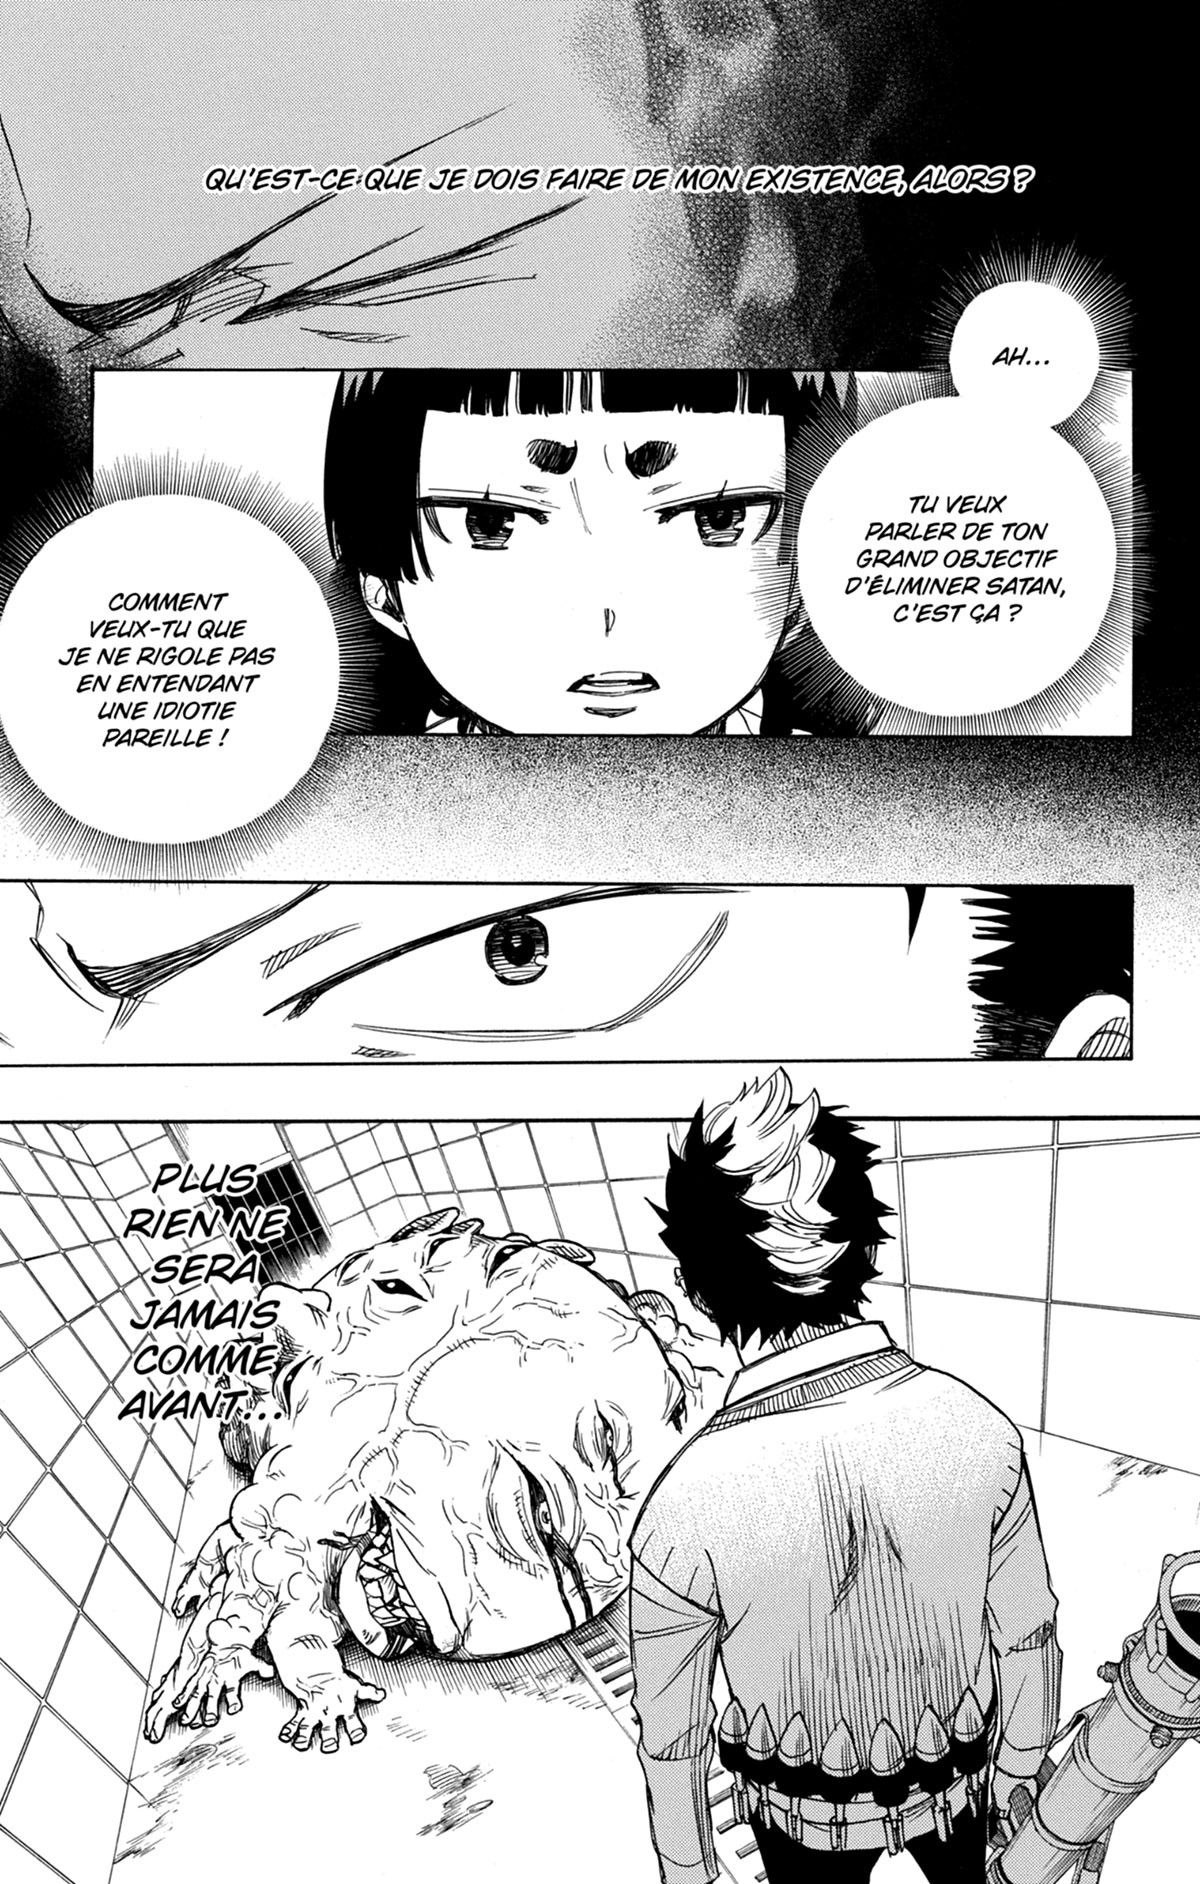 QU'EST-CE QUE JE DOIS FAIRE DE MON EXISTENCE, ALORS ?
AH...
TU VEUX
PARLER DE TON
GRAND OBJECTIF
D'ÉLIMINER SATAN,
C'EST ÇA ?
COMMENT
VEUX-TU QUE
JE NE RIGOLE PAS
EN ENTENDANT
UNE IDIOTIE
PAREILLE !
PLUS
RIEN NE
SERA
JAMAIS
COMME
AVANT...